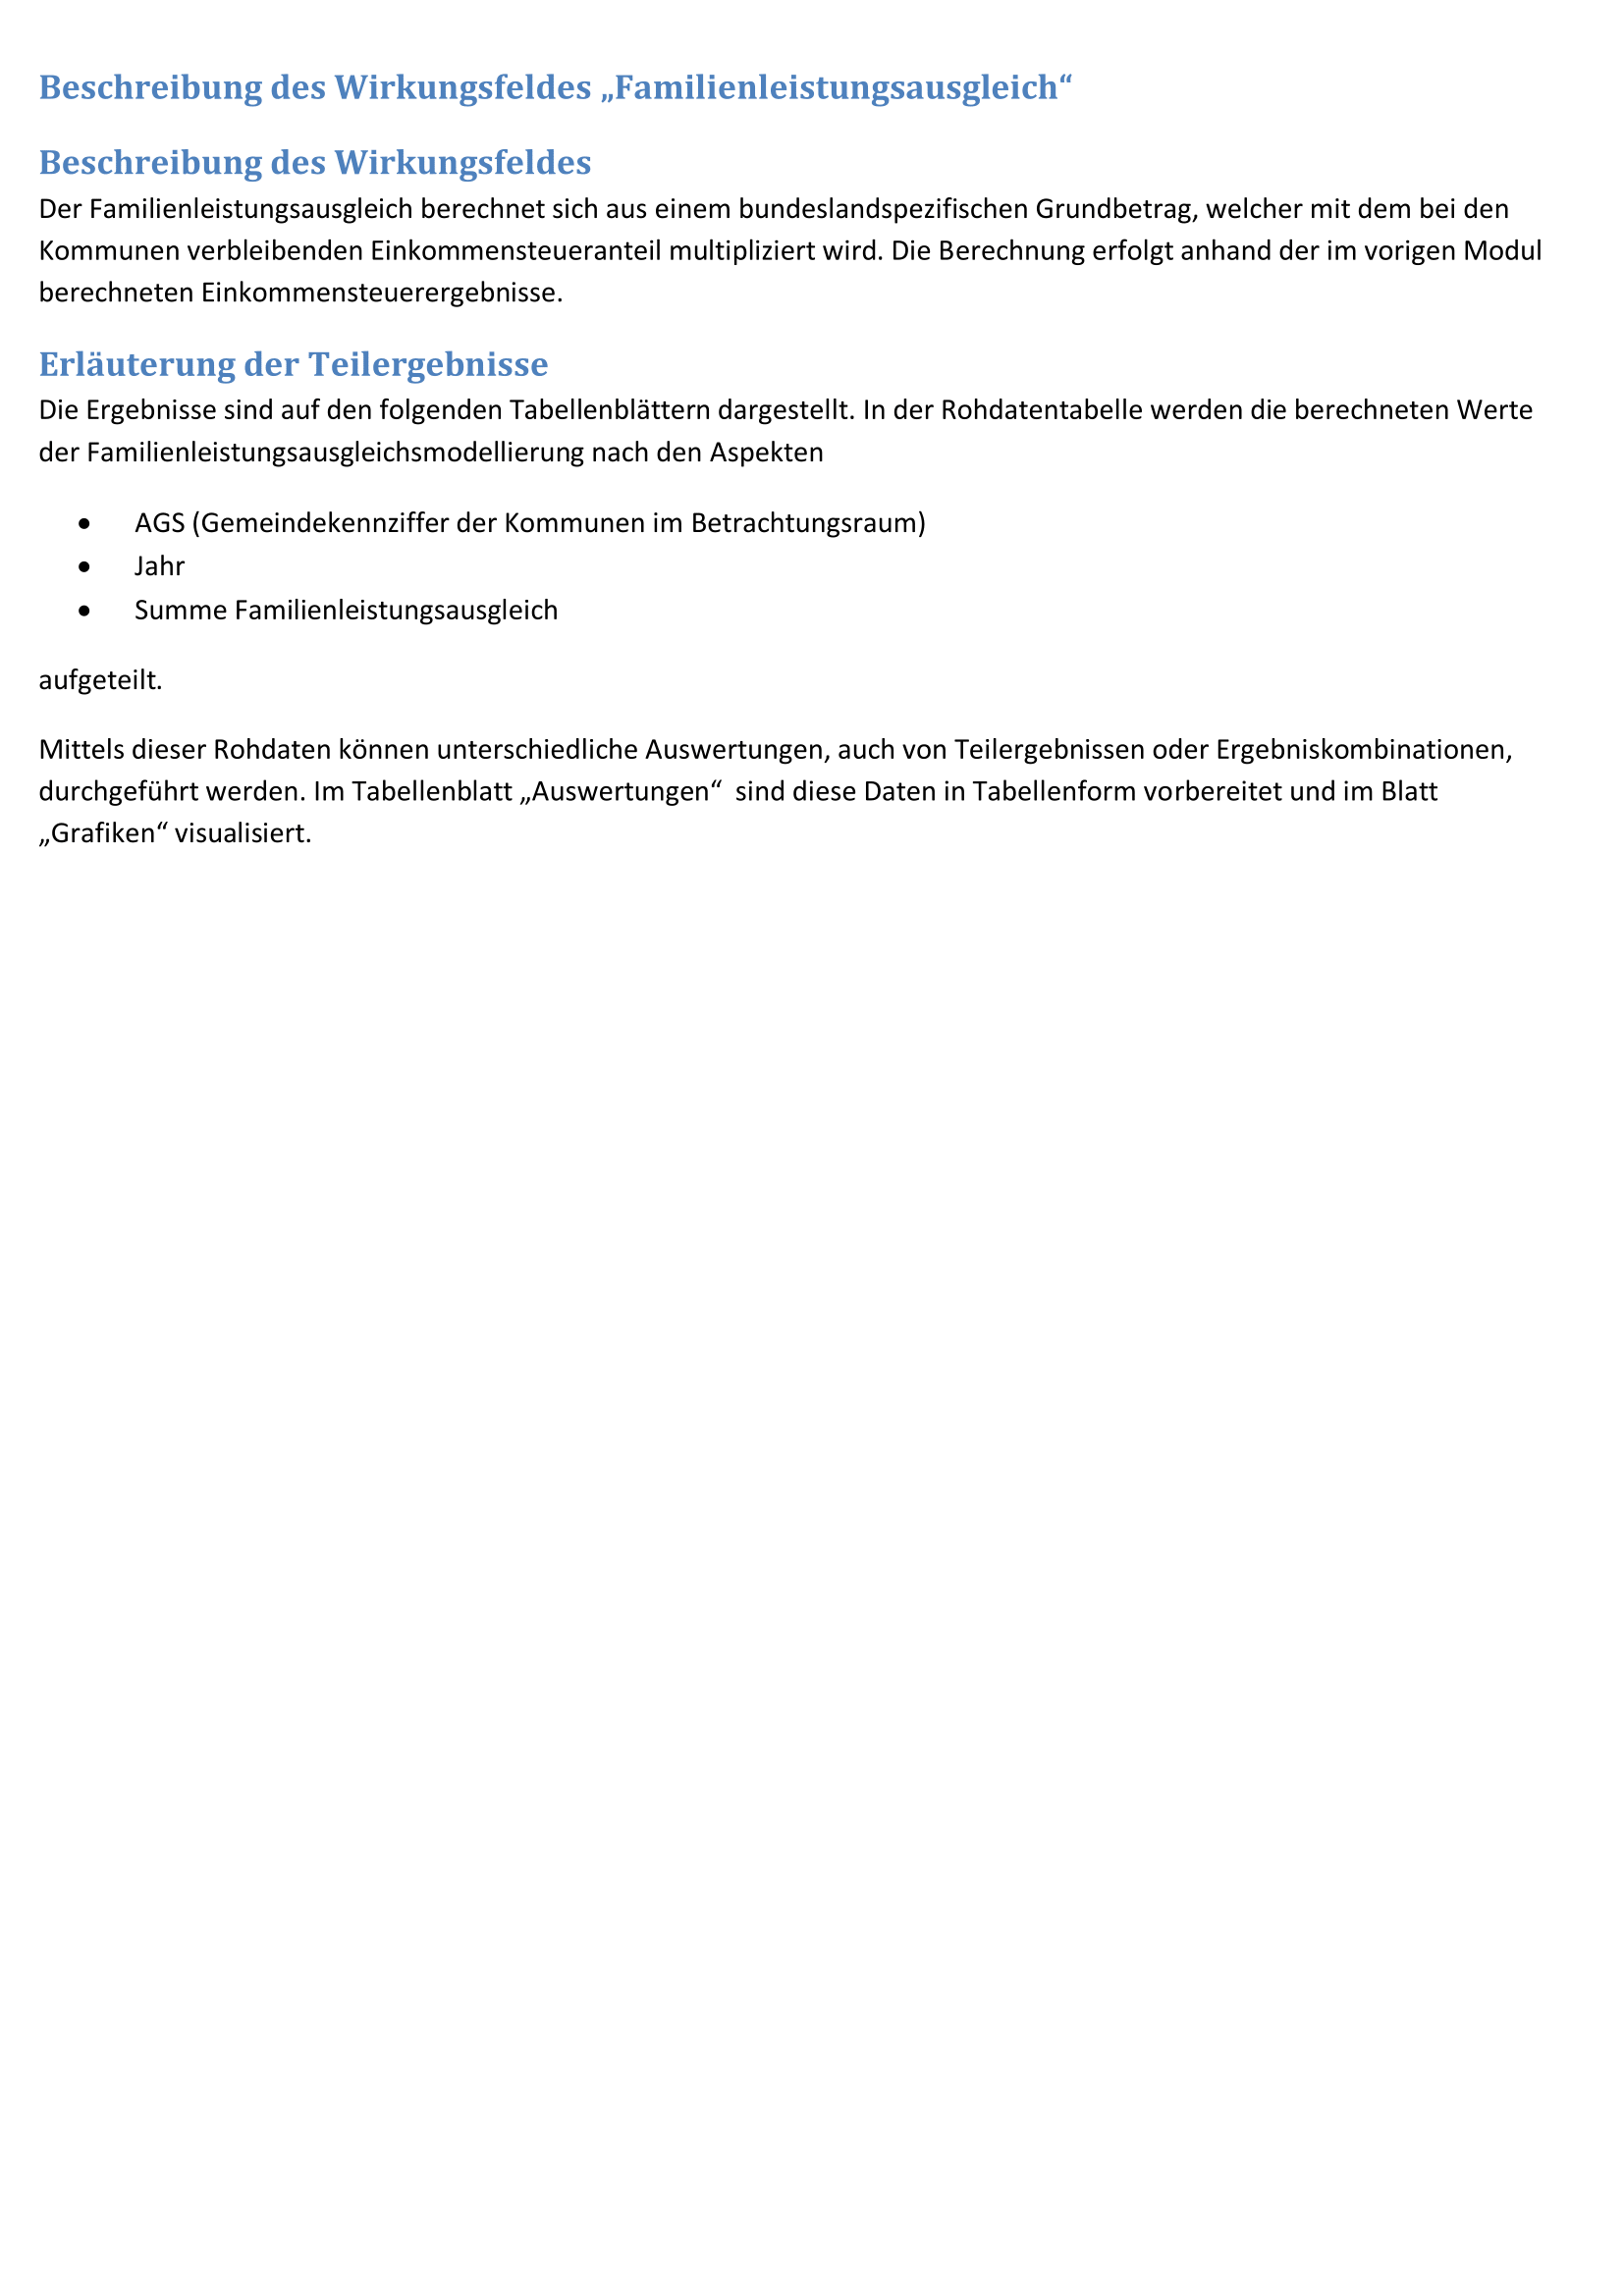 Beschreibung des Wirkungsfeldes „Familienleistungsausgleich“
Beschreibung des Wirkungsfeldes
Der Familienleistungsausgleich berechnet sich aus einem bundeslandspezifischen Grundbetrag, welcher mit dem bei den
Kommunen verbleibenden Einkommensteueranteil multipliziert wird. Die Berechnung erfolgt anhand der im vorigen Modul
berechneten Einkommensteuerergebnisse.
Erläuterung der Teilergebnisse
Die Ergebnisse sind auf den folgenden Tabellenblättern dargestellt. In der Rohdatentabelle werden die berechneten Werte
der Familienleistungsausgleichsmodellierung nach den Aspekten
• AGS (Gemeindekennziffer der Kommunen im Betrachtungsraum)
• Jahr
• Summe Familienleistungsausgleich
aufgeteilt.
Mittels dieser Rohdaten können unterschiedliche Auswertungen, auch von Teilergebnissen oder Ergebniskombinationen,
durchgeführt werden. Im Tabellenblatt „Auswertungen“ sind diese Daten in Tabellenform vorbereitet und im Blatt
„Grafiken“ visualisiert.